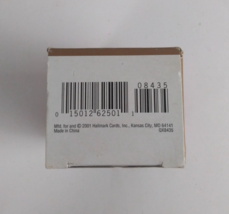 08435
0 15012 62501 1
Mfd. for and © 2001 Hallmark Cards, Inc., Kansas City, MO 64141
Made in China QX8435